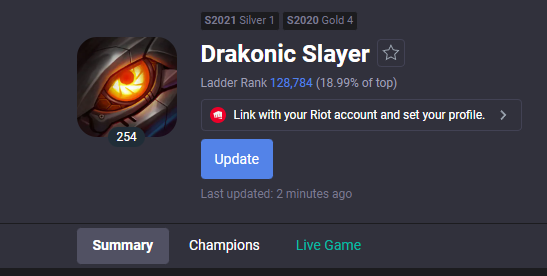 S2021 Silver 1 S2020 Gold 4
Drakonic Slayer
Ladder Rank 128,784 (18.99% of top)
254
Link with your Riot account and set your profile.
Update
Last updated: 2 minutes ago
Summary Champions Live Game